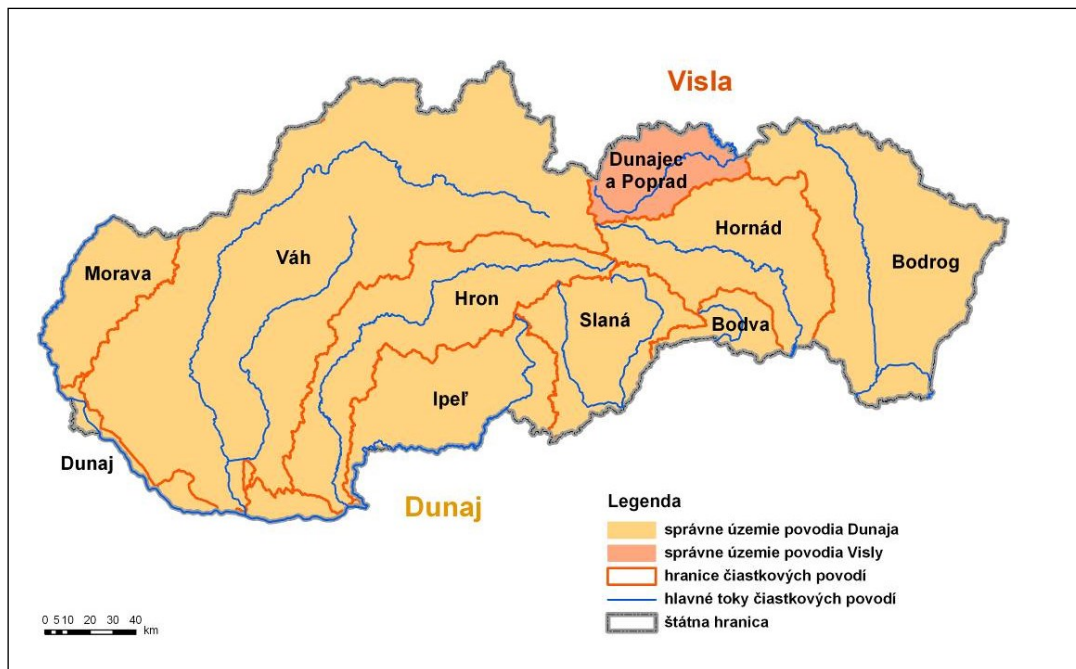 Visla
Dunajec
a Poprad
Hornád
Bodrog
Morava
Váh
Hron
Slaná
Bodva
Ipeľ
Dunaj
Dunaj
Legenda
správne územie povodia Dunaja
správne územie povodia Visly
hranice čiastkových povodí
hlavné toky čiastkových povodí
štátna hranica
0 5 10 20 30 40
km